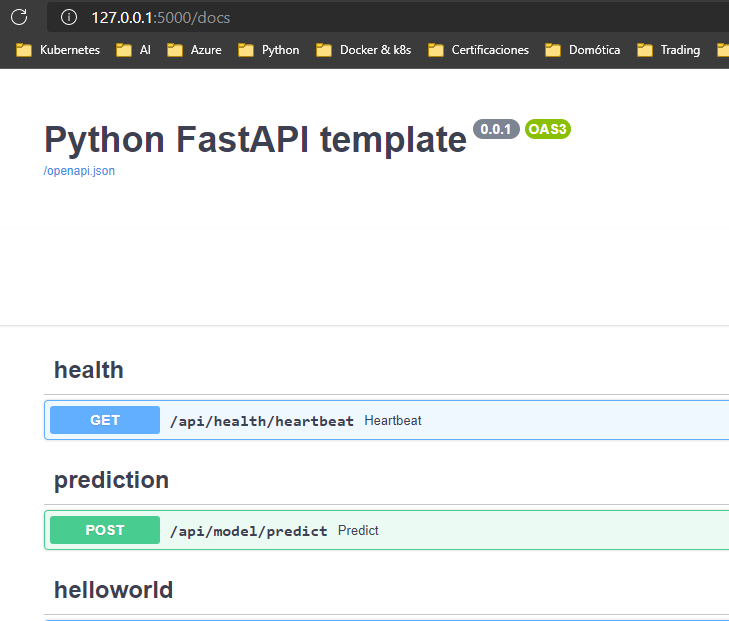 127.0.0.1:5000/docs
Kubernetes AI Azure Python Docker & k8s Certificaciones Domótica Trading
Python FastAPI template 0.0.1 OAS3
/openapi.json
health
GET /api/health/heartbeat Heartbeat
prediction
POST /api/model/predict Predict
helloworld